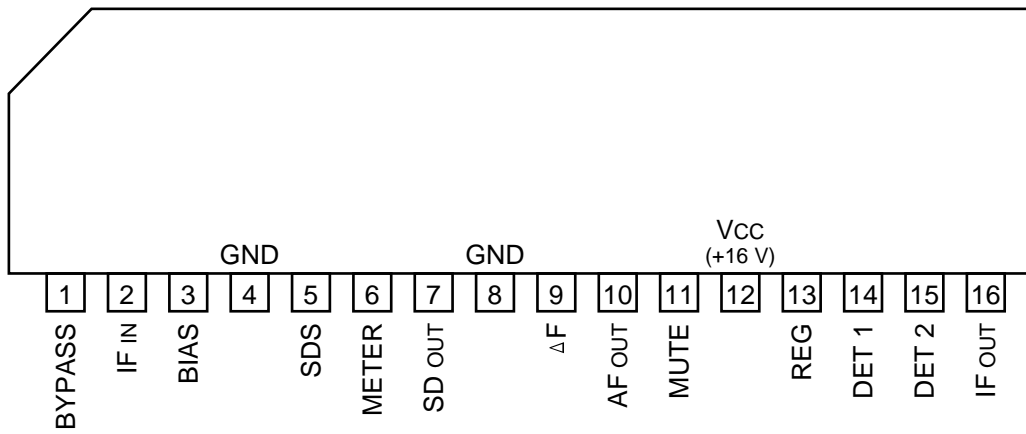 GND
GND
VCC
(+16 V)
1
2
3
4
5
6
7
8
9
10
11
12
13
14
15
16
BYPASS
IF IN
BIAS
SDS
METER
SD OUT
ΔF
AF OUT
MUTE
REG
DET 1
DET 2
IF OUT